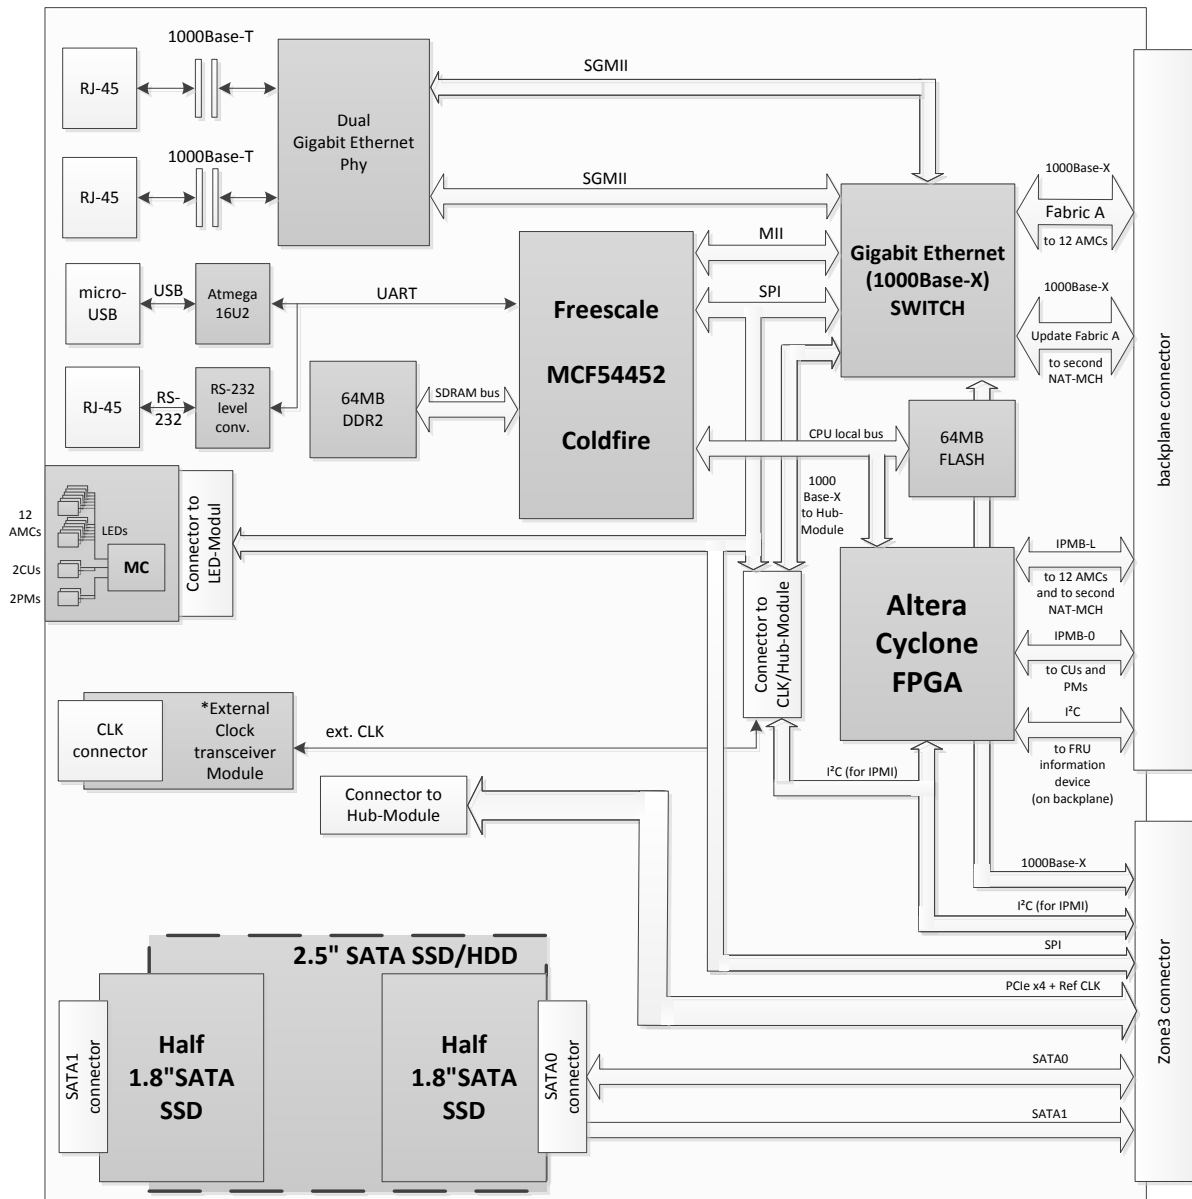 1000Base-T
RJ-45
Dual
Gigabit Ethernet
Phy
SGMII
1000Base-T
RJ-45
SGMII
1000Base-X
Fabric A
to 12 AMCs
MII
Gigabit Ethernet
(1000Base-X)
SWITCH
SPI
1000Base-X
Update Fabric A
to second
NAT-MCH
backplane connector
micro-
USB
USB
Atmega
16U2
UART
Freescale
MCF54452
Coldfire
RJ-45
RS-
232
RS-232
level
conv.
64MB
DDR2
SDRAM bus
CPU local bus
64MB
FLASH
1000
Base-X
to Hub-
Module
12
AMCs
LEDs
MC
2CUs
2PMs
Connector to
LED-Modul
Connector to
CLK/Hub-Module
Altera
Cyclone
FPGA
IPMB-L
to 12 AMCs
and to second
NAT-MCH
IPMB-0
to CUs and
PMs
I²C
to FRU
information
device
(on backplane)
CLK
connector
*External
Clock
transceiver
Module
ext. CLK
I²C (for IPMI)
Connector to
Hub-Module
1000Base-X
I²C (for IPMI)
SPI
PCIe x4 + Ref CLK
SATA0
SATA1
Zone3 connector
2.5" SATA SSD/HDD
SATA1
connector
Half
1.8"SATA
SSD
Half
1.8"SATA
SSD
SATA0
connector